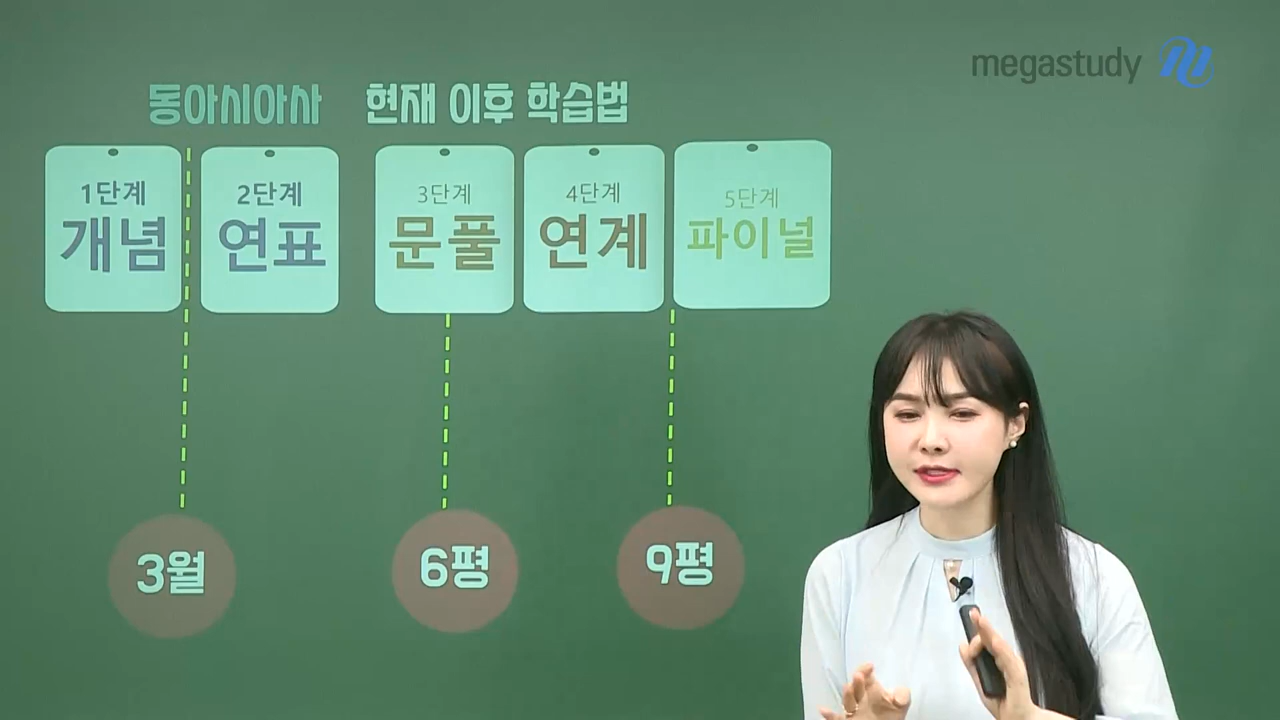 megastudy
동아시아사 현재 이후 학습법
1단계
개념
2단계
연표
3단계
문풀
4단계
연계
5단계
파이널
3월
6평
9평